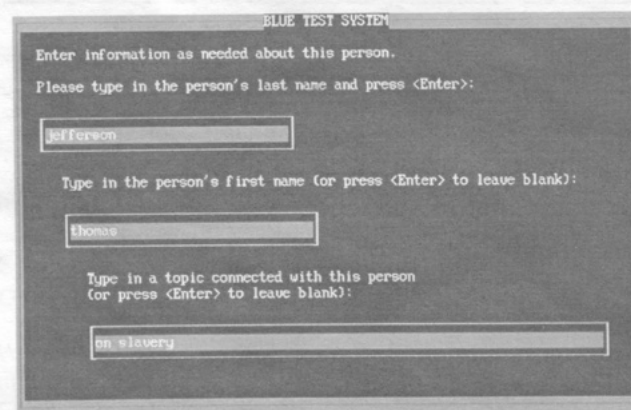 BLUE TEST SYSTEM
Enter information as needed about this person.
Please type in the person's last name and press <Enter>:
jefferson
Type in the person's first name (or press <Enter> to leave blank):
thomas
Type in a topic connected with this person
(or press <Enter> to leave blank):
on slavery